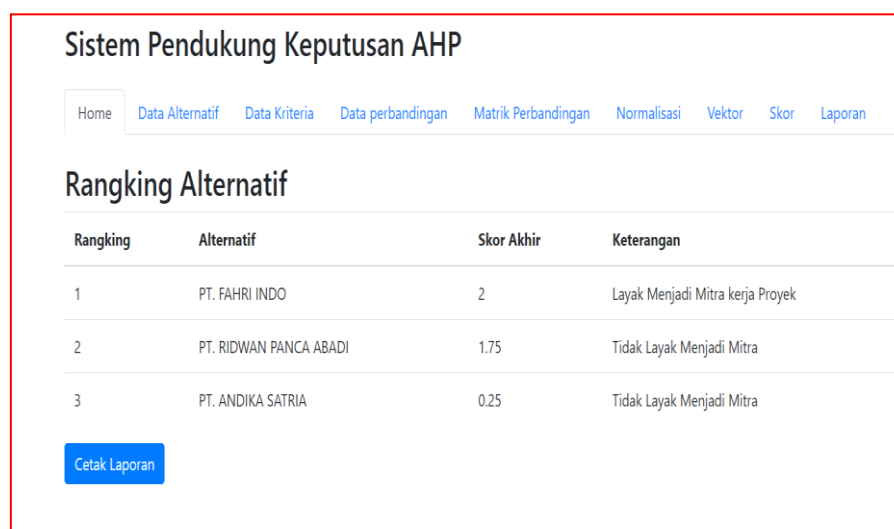 Sistem Pendukung Keputusan AHP
Home Data Alternatif Data Kriteria Data perbandingan Matrik Perbandingan Normalisasi Vektor Skor Laporan
Rangking Alternatif
Rangking Alternatif Skor Akhir Keterangan
1 PT. FAHRI INDO 2 Layak Menjadi Mitra kerja Proyek
2 PT. RIDWAN PANCA ABADI 1.75 Tidak Layak Menjadi Mitra
3 PT. ANDIKA SATRIA 0.25 Tidak Layak Menjadi Mitra
Cetak Laporan